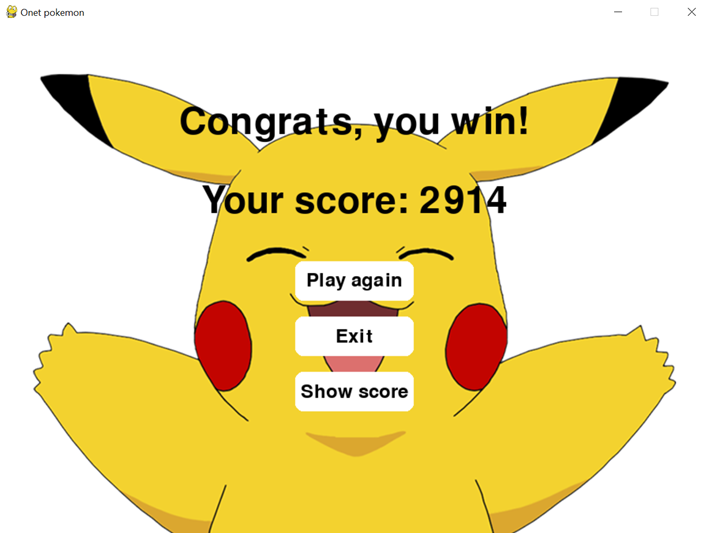 Onet pokemon
Congrats, you win!
Your score: 2914
Play again
Exit
Show score